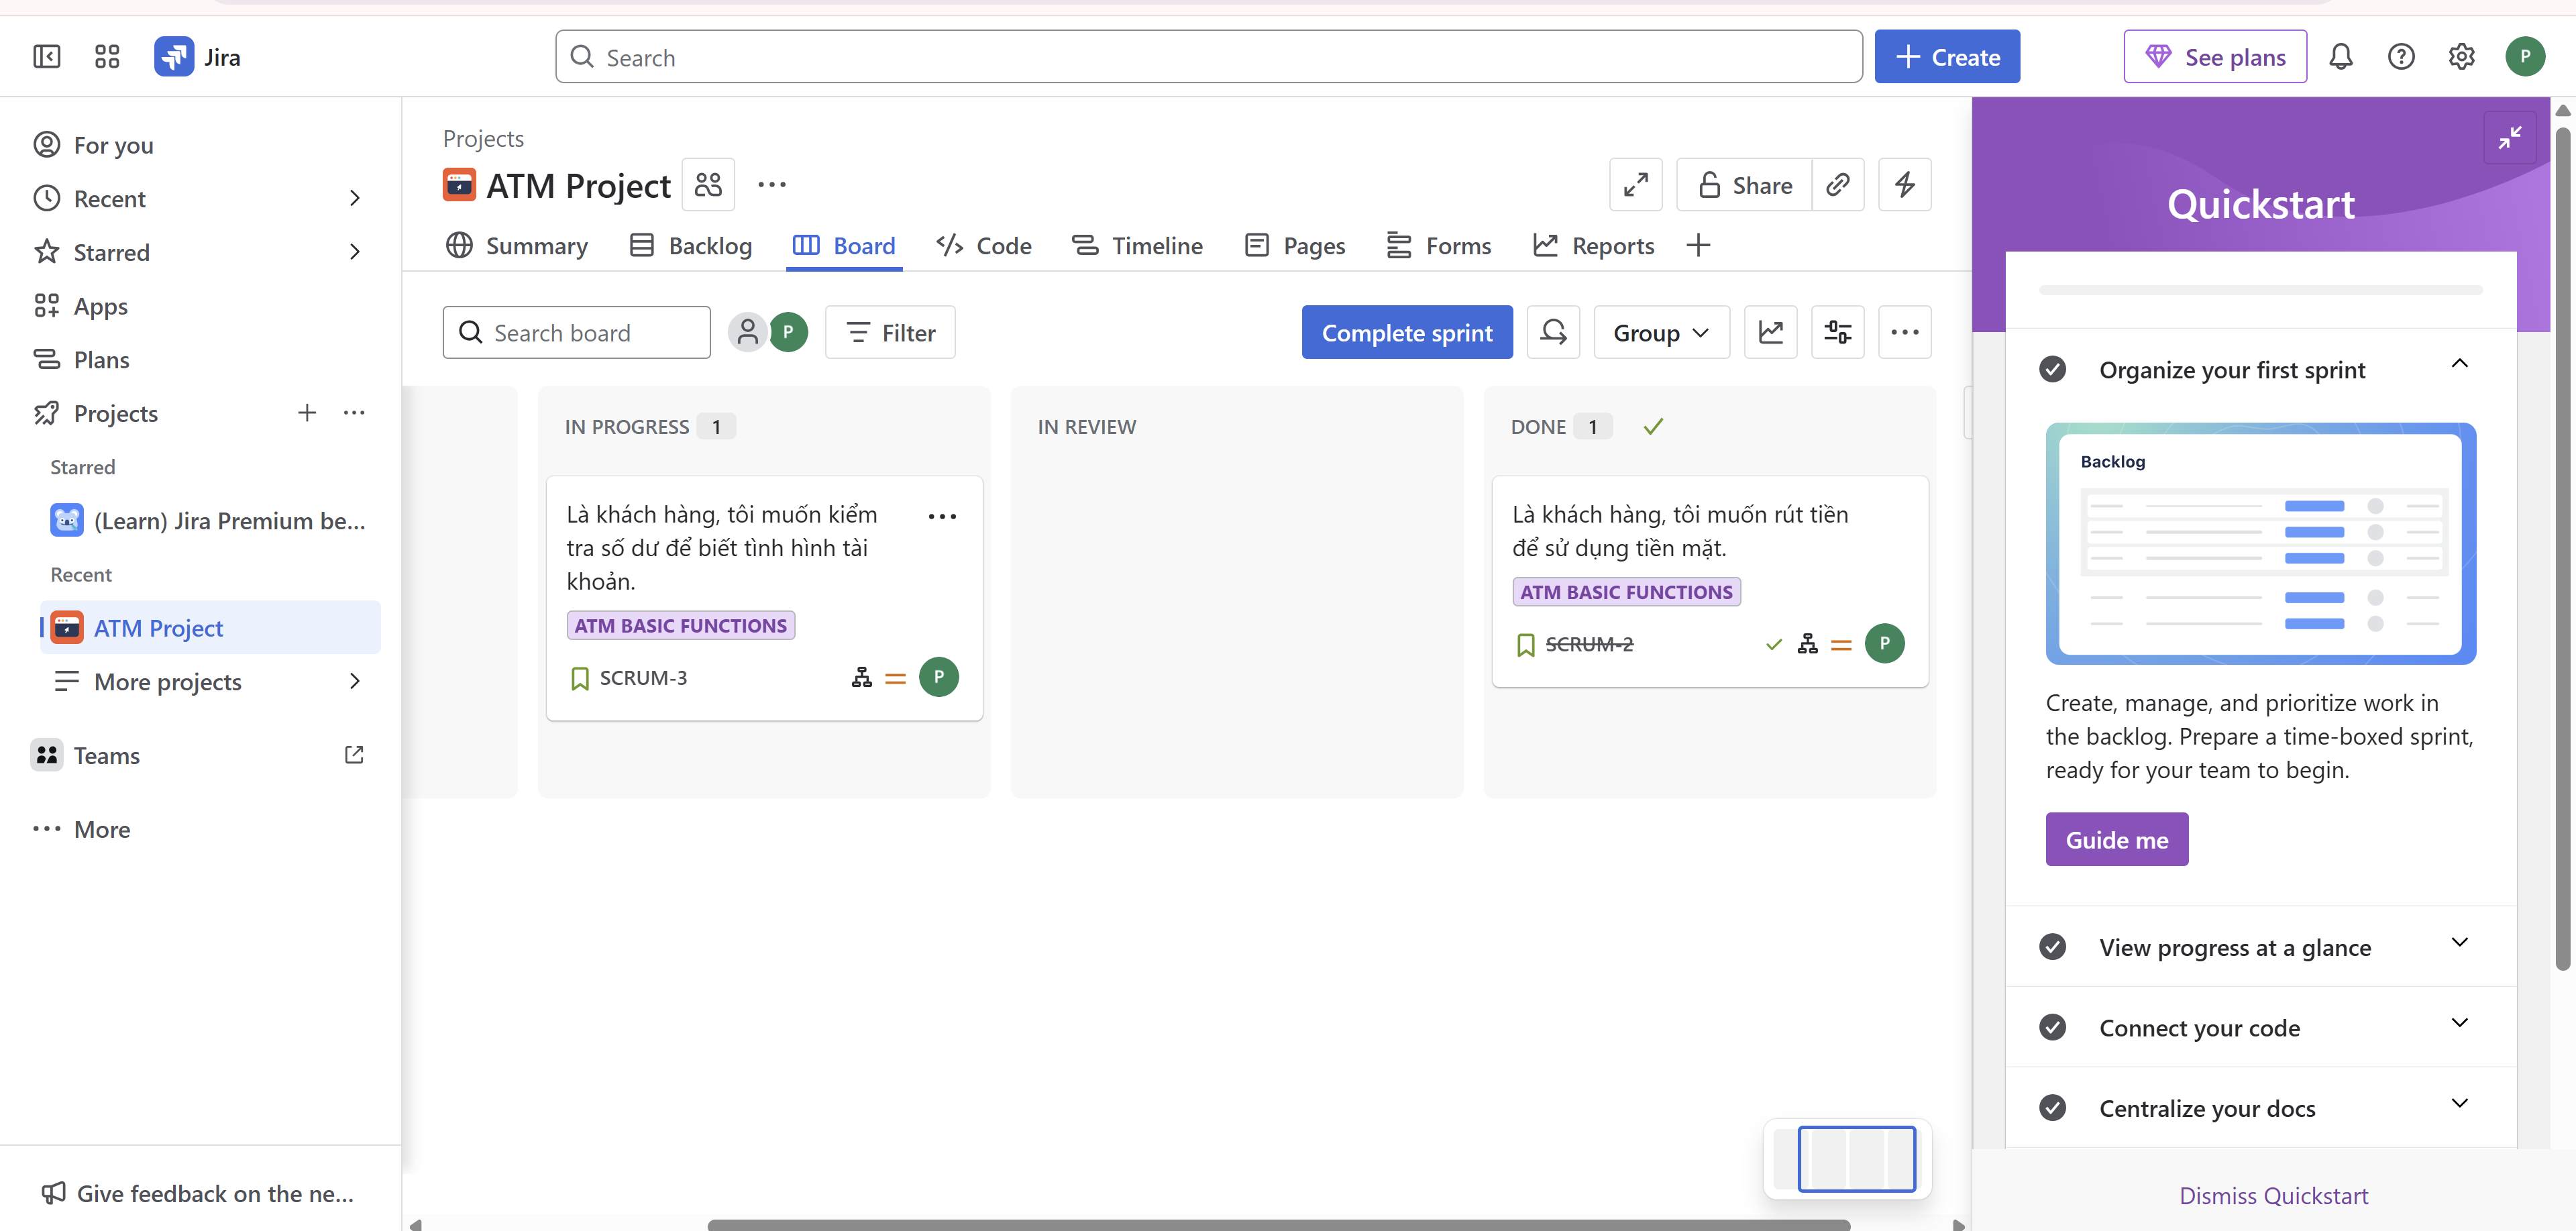 Jira
Search
Create
See plans
P
For you
Recent
Starred
Apps
Plans
Projects
Starred
(Learn) Jira Premium be...
Recent
ATM Project
More projects
Teams
More
Give feedback on the ne...
Projects
ATM Project
Share
Summary
Backlog
Board
Code
Timeline
Pages
Forms
Reports
Search board
P
Filter
Complete sprint
Group
IN PROGRESS 1
Là khách hàng, tôi muốn kiểm
tra số dư để biết tình hình tài
khoản.
ATM BASIC FUNCTIONS
SCRUM-3
P
IN REVIEW
DONE 1
Là khách hàng, tôi muốn rút tiền
để sử dụng tiền mặt.
ATM BASIC FUNCTIONS
SCRUM-2
P
Quickstart
Organize your first sprint
Backlog
Create, manage, and prioritize work in
the backlog. Prepare a time-boxed sprint,
ready for your team to begin.
Guide me
View progress at a glance
Connect your code
Centralize your docs
Dismiss Quickstart